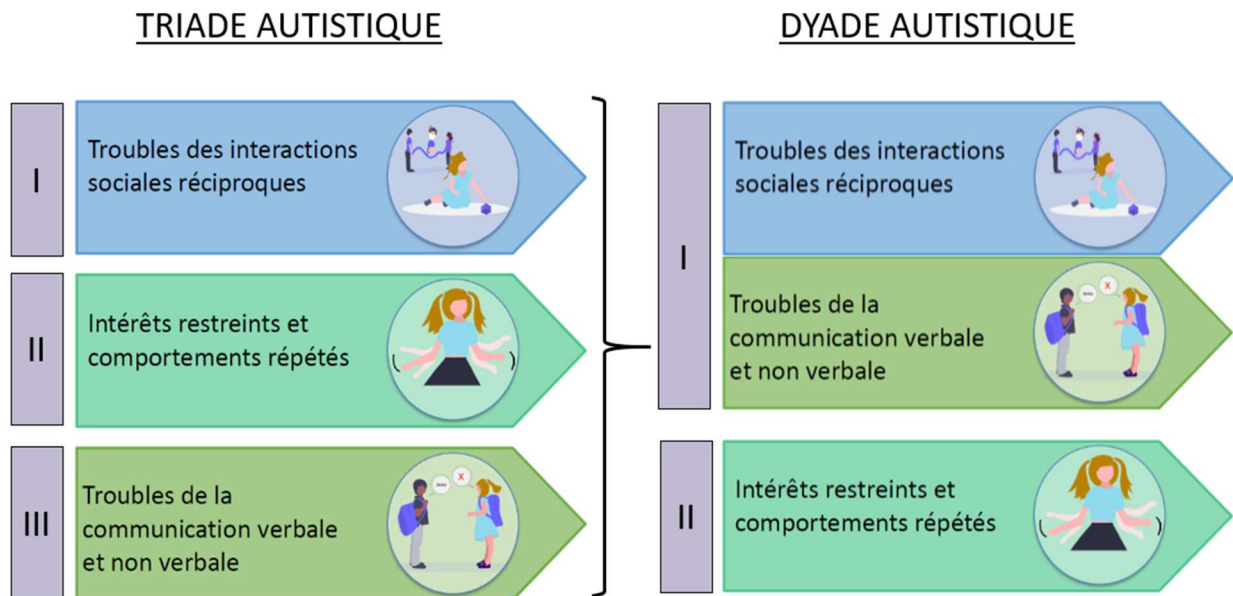 TRIADE AUTISTIQUE
I
Troubles des interactions
sociales réciproques
II
Intérêts restreints et
comportements répétés
III
Troubles de la
communication verbale
et non verbale
X
DYADE AUTISTIQUE
I
Troubles des interactions
sociales réciproques
Troubles de la
communication verbale
et non verbale
X
II
Intérêts restreints et
comportements répétés